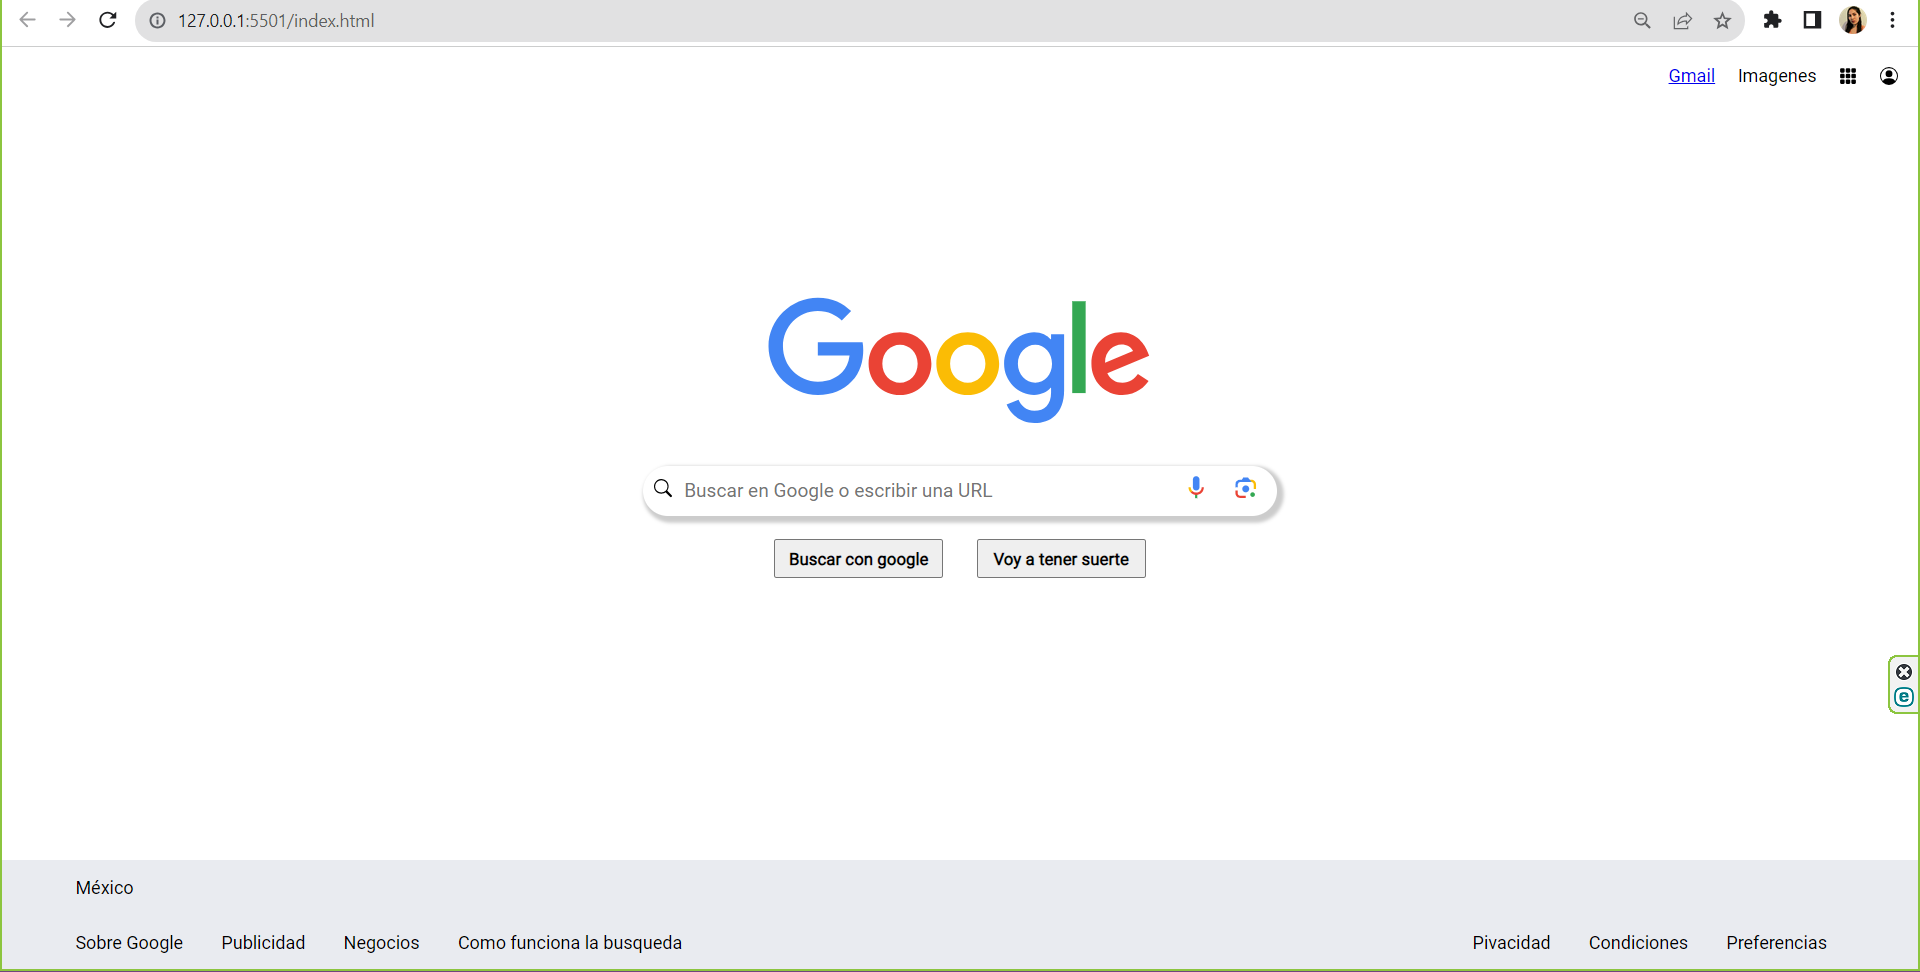 127.0.0.1:5501/index.html
Gmail Imagenes
Google
Buscar en Google o escribir una URL
Buscar con google Voy a tener suerte
e
México
Sobre Google Publicidad Negocios Como funciona la busqueda Pivacidad Condiciones Preferencias